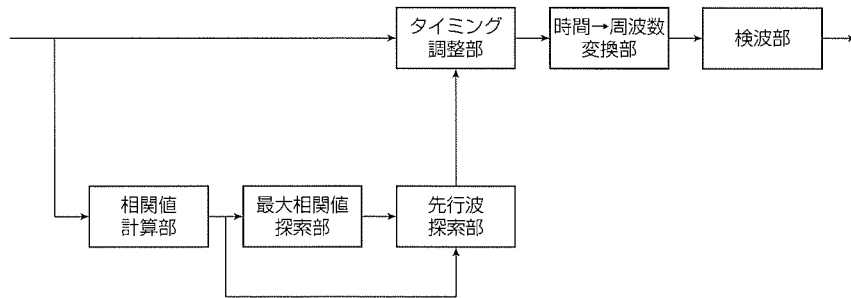 タイミング
調整部
時間→周波数
変換部
検波部
相関値
計算部
最大相関値
探索部
先行波
探索部